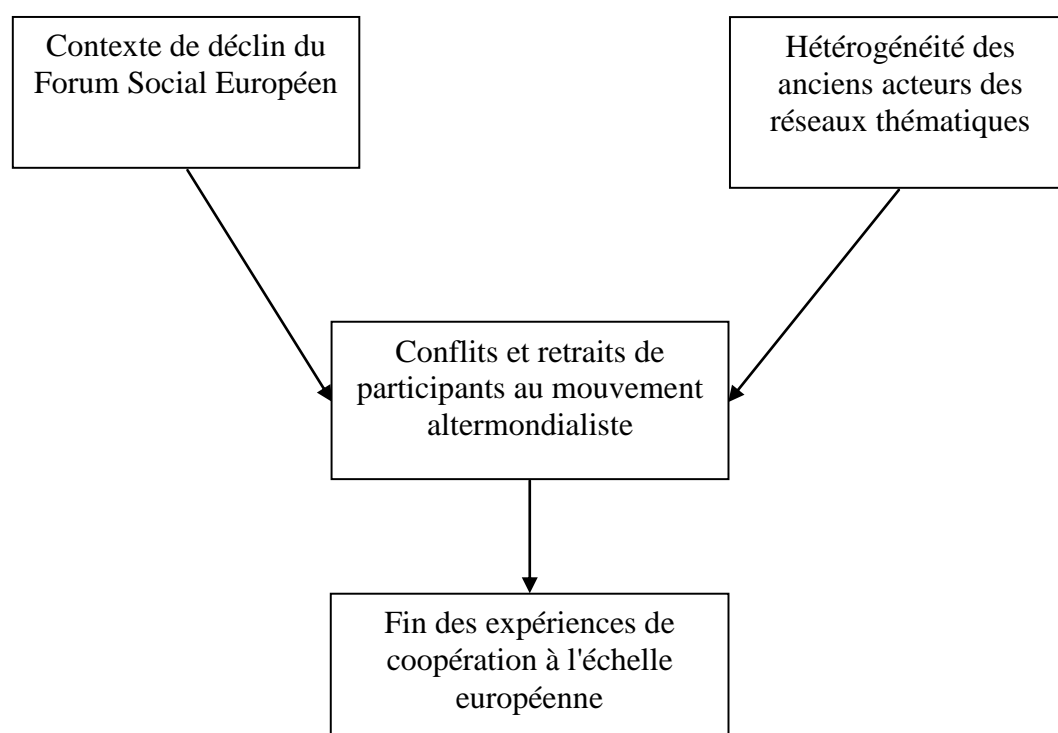 Contexte de déclin du
Forum Social Européen
Hétérogénéité des
anciens acteurs des
réseaux thématiques
Conflits et retraits de
participants au mouvement
altermondialiste
Fin des expériences de
coopération à l'échelle
européenne